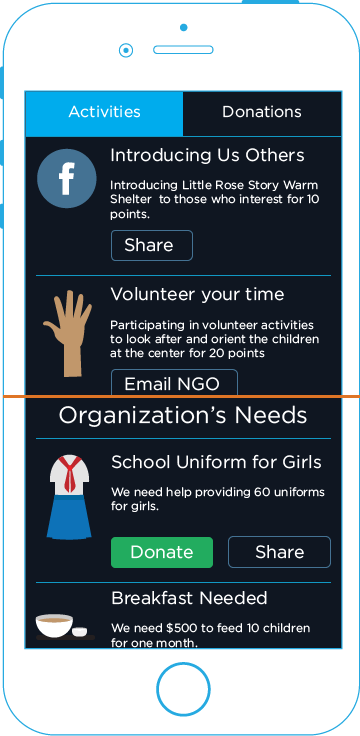 Activities
Donations
f
Introducing Us Others
Introducing Little Rose Story Warm
Shelter to those who interest for 10
points.
Share
Volunteer your time
Participating in volunteer activities
to look after and orient the children
at the center for 20 points
Email NGO
Organization's Needs
School Uniform for Girls
We need help providing 60 uniforms
for girls.
Donate
Share
Breakfast Needed
We need $500 to feed 10 children
for one month.